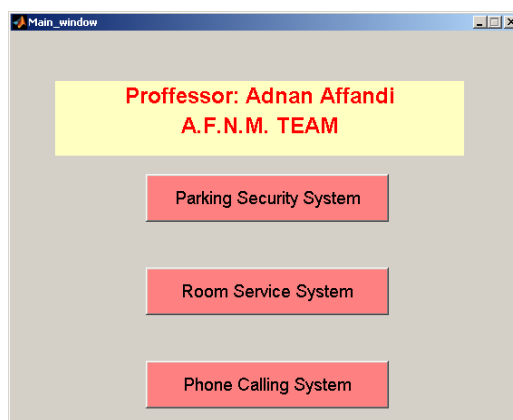 Main_window
Proffessor: Adnan Affandi
A.F.N.M. TEAM
Parking Security System
Room Service System
Phone Calling System